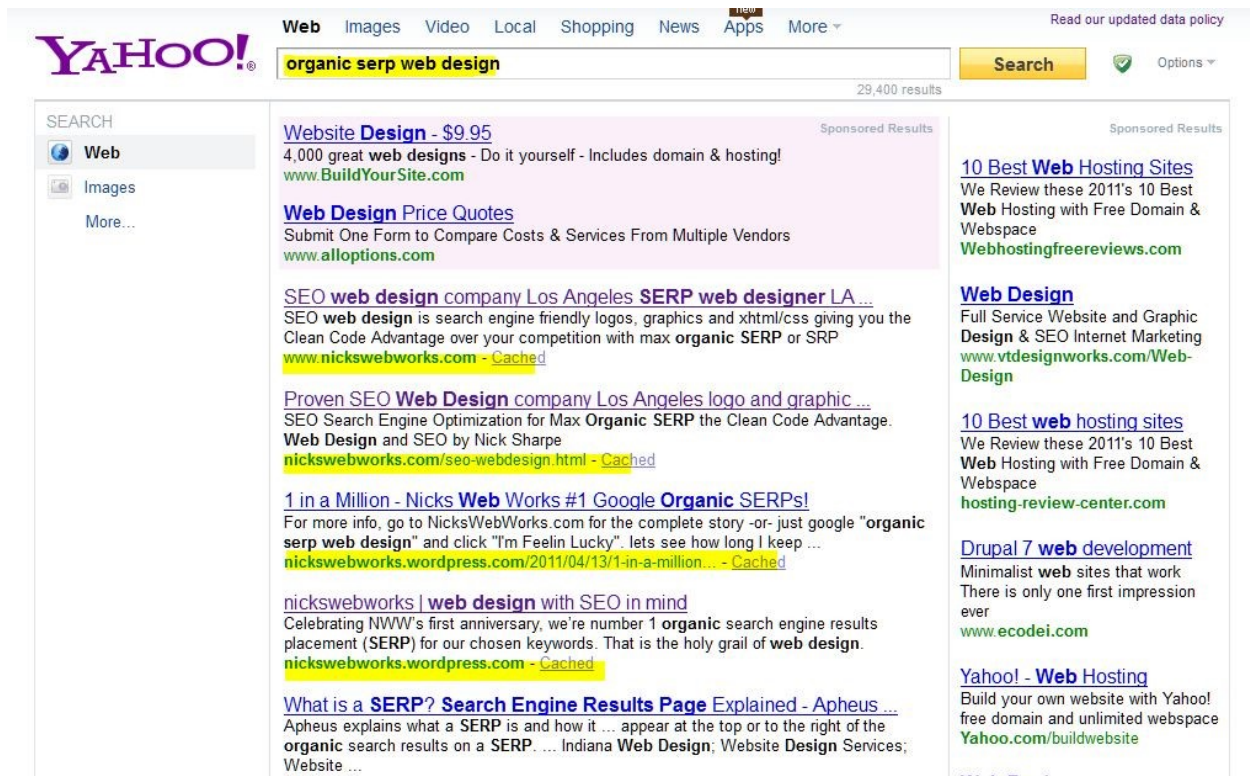 Web Images Video Local Shopping News Apps More
new
Read our updated data policy
YAHOO!®
organic serp web design
Search
Options
29,400 results
SEARCH
Web
Images
More...
Sponsored Results
Website Design - $9.95
4,000 great web designs - Do it yourself - Includes domain & hosting!
www.BuildYourSite.com
Web Design Price Quotes
Submit One Form to Compare Costs & Services From Multiple Vendors
www.alloptions.com
SEO web design company Los Angeles SERP web designer LA ...
SEO web design is search engine friendly logos, graphics and xhtml/css giving you the
Clean Code Advantage over your competition with max organic SERP or SRP
www.nickswebworks.com - Cached
Proven SEO Web Design company Los Angeles logo and graphic ...
SEO Search Engine Optimization for Max Organic SERP the Clean Code Advantage.
Web Design and SEO by Nick Sharpe
nickswebworks.com/seo-webdesign.html - Cached
1 in a Million - Nicks Web Works #1 Google Organic SERPs!
For more info, go to NicksWebWorks.com for the complete story -or- just google "organic
serp web design" and click "I'm Feelin Lucky". lets see how long I keep ...
nickswebworks.wordpress.com/2011/04/13/1-in-a-million... - Cached
nickswebworks | web design with SEO in mind
Celebrating NWW's first anniversary, we're number 1 organic search engine results
placement (SERP) for our chosen keywords. That is the holy grail of web design.
nickswebworks.wordpress.com - Cached
What is a SERP? Search Engine Results Page Explained - Apheus ...
Apheus explains what a SERP is and how it ... appear at the top or to the right of the
organic search results on a SERP. ... Indiana Web Design; Website Design Services;
Website ...
Sponsored Results
10 Best Web Hosting Sites
We Review these 2011's 10 Best
Web Hosting with Free Domain &
Webspace
Webhostingfreereviews.com
Web Design
Full Service Website and Graphic
Design & SEO Internet Marketing
www.vtdesignworks.com/Web-
Design
10 Best web hosting sites
We Review these 2011's 10 Best
Web Hosting with Free Domain &
Webspace
hosting-review-center.com
Drupal 7 web development
Minimalist web sites that work
There is only one first impression
ever
www.ecodei.com
Yahoo! - Web Hosting
Build your own website with Yahoo!
free domain and unlimited webspace
Yahoo.com/buildwebsite